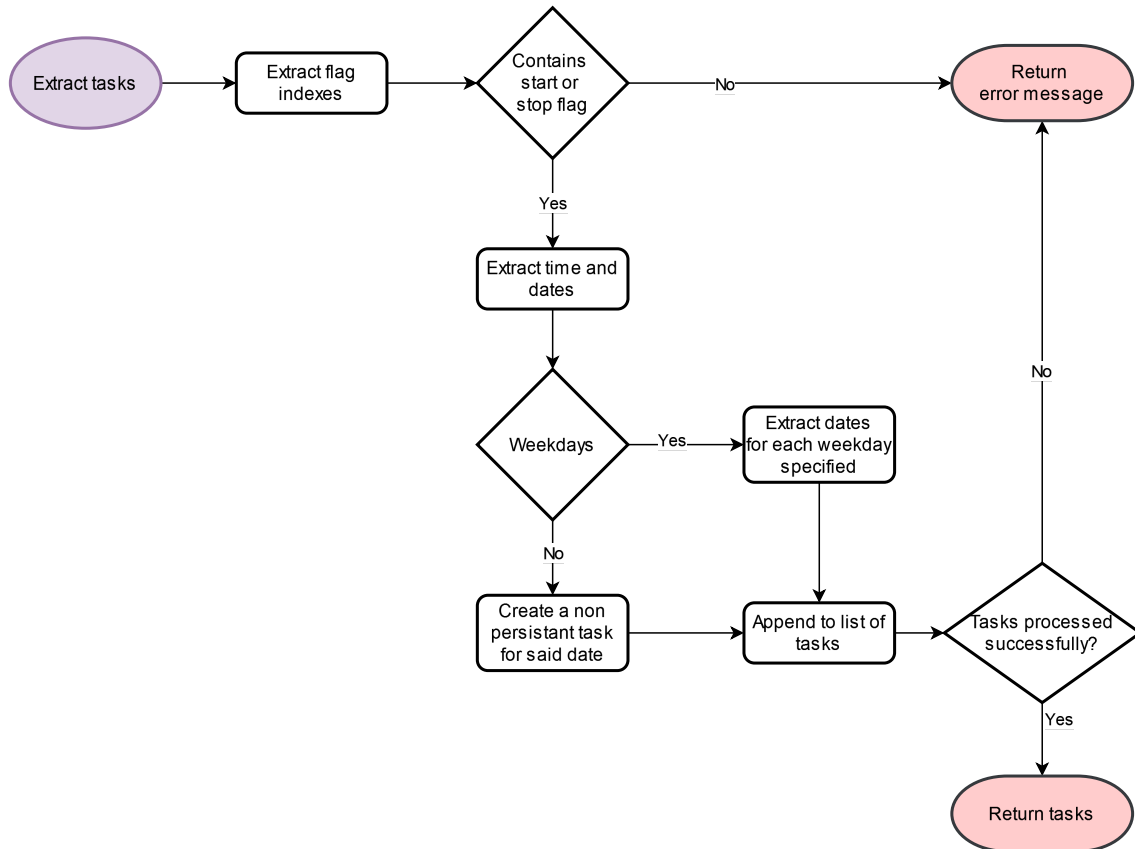 Extract tasks
Extract flag
indexes
Contains
start or
stop flag
No
Return
error message
Yes
Extract time and
dates
No
Weekdays
Yes
Extract dates
for each weekday
specified
No
Create a non
persistant task
for said date
Append to list of
tasks
Tasks processed
successfully?
Yes
Return tasks